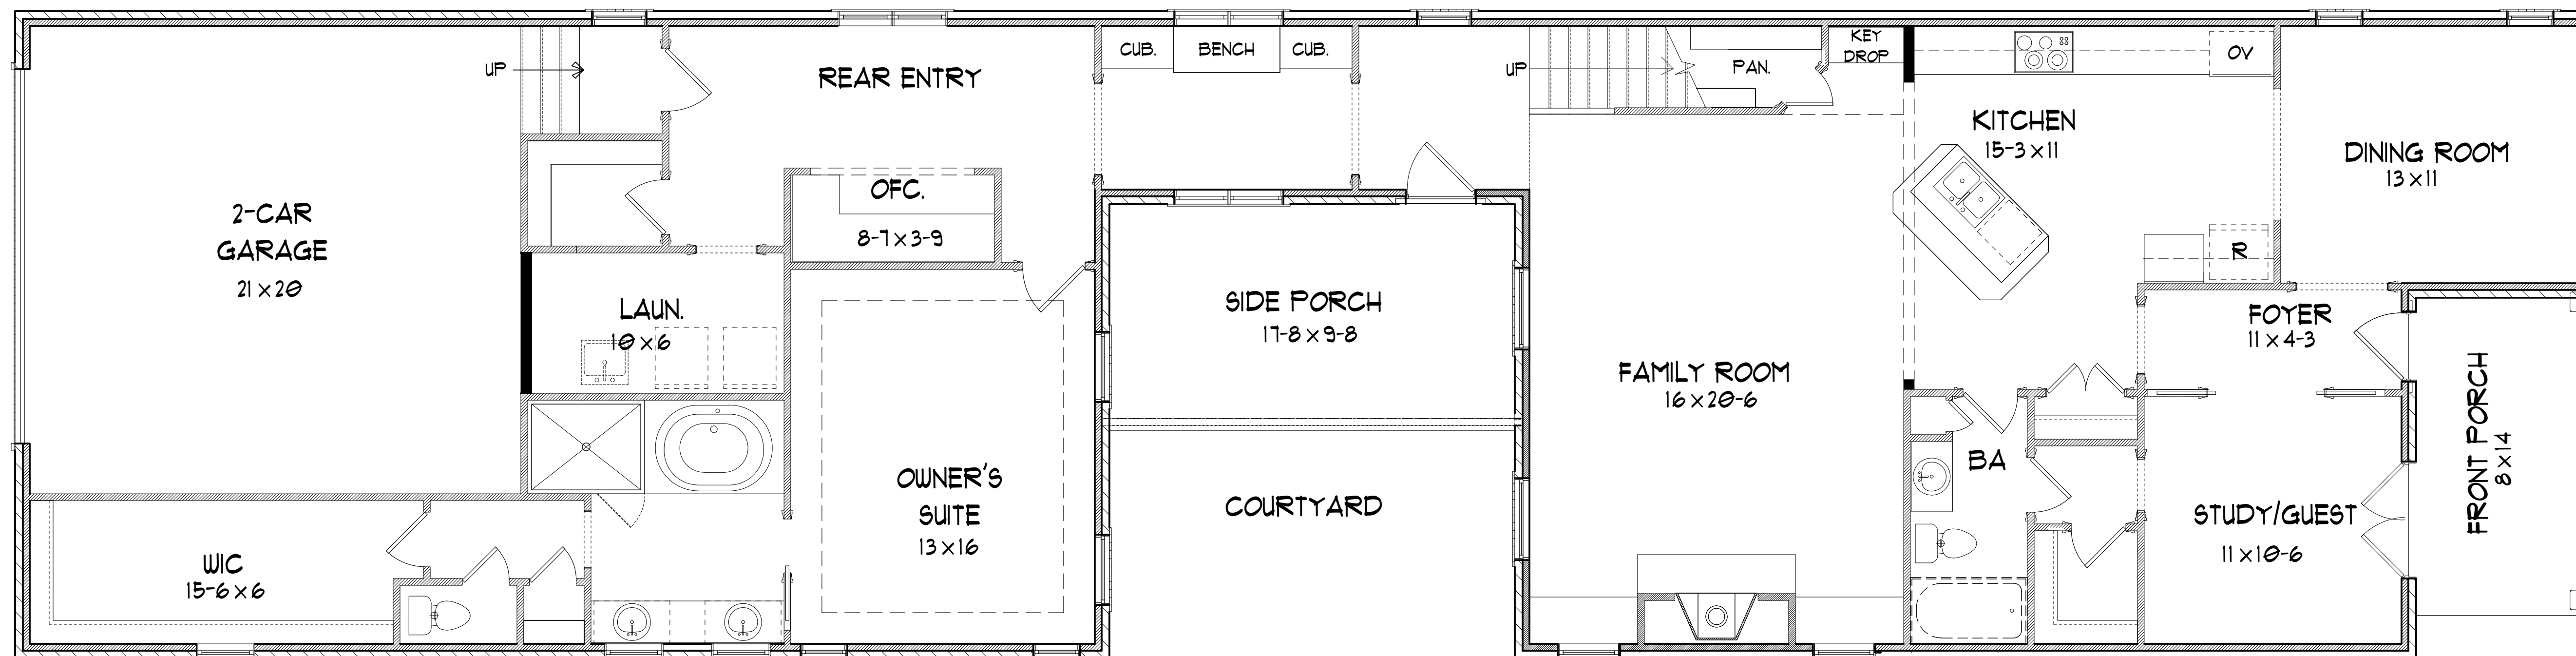 2-CAR
GARAGE
21 x 20
UP
REAR ENTRY
CUB.
BENCH
CUB.
UP
PAN.
KEY
DROP
OV
KITCHEN
15-3 x 11
DINING ROOM
13 x 11
OFC.
8-7 x 3-9
LAUN.
10 x 6
SIDE PORCH
17-8 x 9-8
R
FOYER
11 x 4-3
FAMILY ROOM
16 x 20-6
OWNER'S
SUITE
13 x 16
COURTYARD
BA
STUDY/GUEST
11 x 10-6
FRONT PORCH
8 x 14
WIC
15-6 x 6